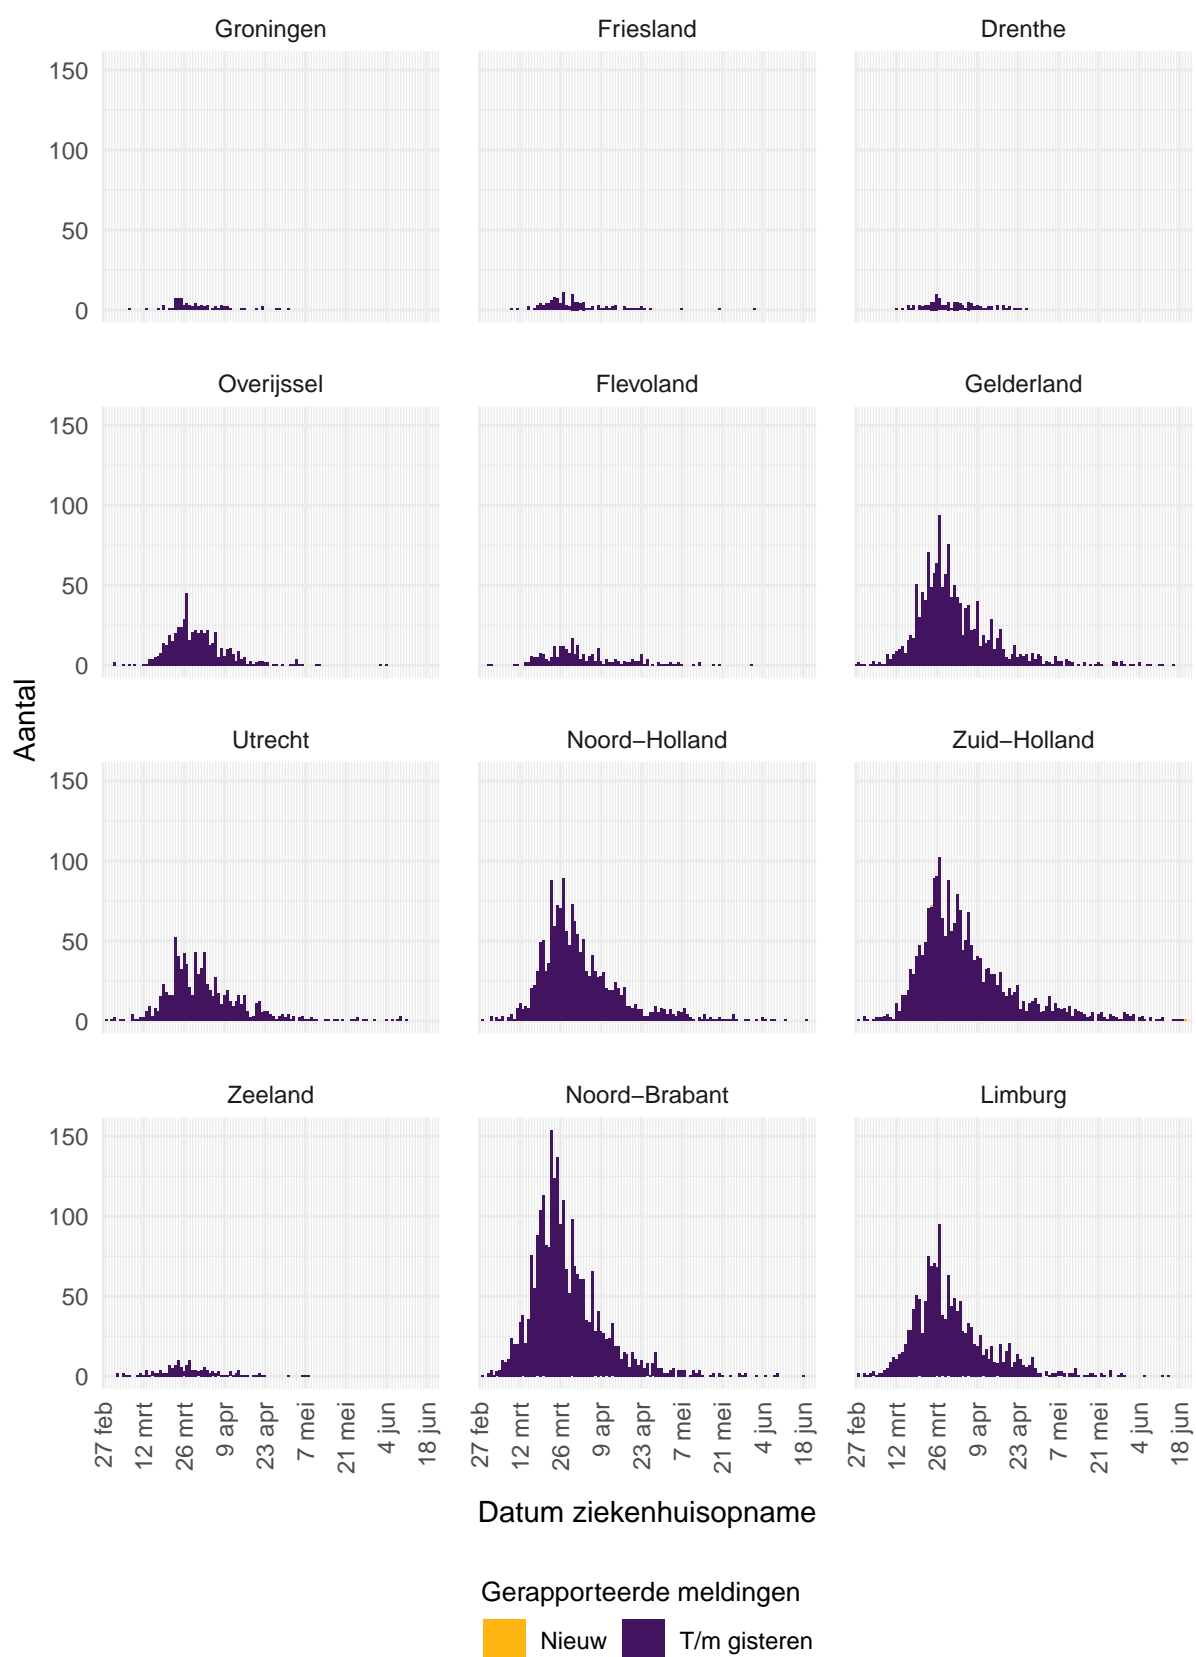 Groningen Friesland Drenthe
150
100
50
0
Overijssel Flevoland Gelderland
150
100
50
0
Aantal
Utrecht Noord−Holland Zuid−Holland
150
100
50
0
Zeeland Noord−Brabant Limburg
150
100
50
0
27 feb 12 mrt 26 mrt 9 apr 23 apr 7 mei 21 mei 4 jun 18 jun 27 feb 12 mrt 26 mrt 9 apr 23 apr 7 mei 21 mei 4 jun 18 jun 27 feb 12 mrt 26 mrt 9 apr 23 apr 7 mei 21 mei 4 jun 18 jun
Datum ziekenhuisopname
Gerapporteerde meldingen
Nieuw T/m gisteren